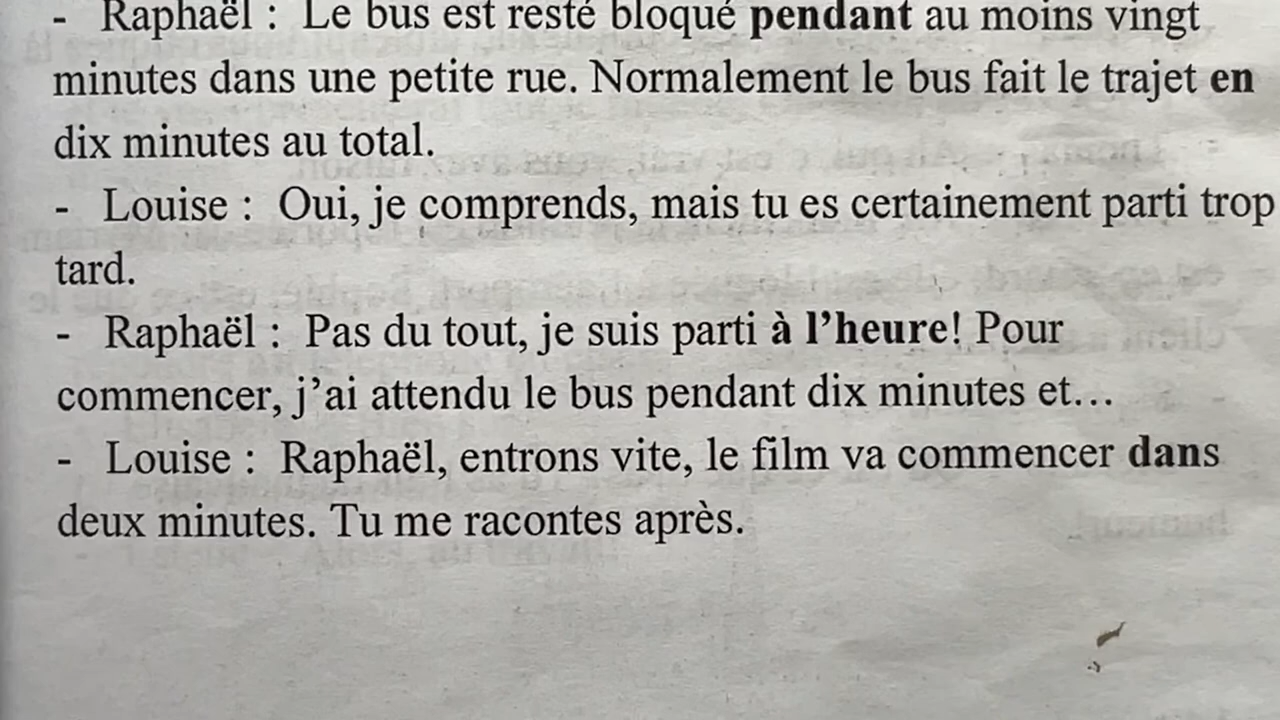 - Raphaël : Le bus est resté bloqué pendant au moins vingt
minutes dans une petite rue. Normalement le bus fait le trajet en
dix minutes au total.
- Louise : Oui, je comprends, mais tu es certainement parti trop
tard.
- Raphaël : Pas du tout, je suis parti à l’heure! Pour
commencer, j’ai attendu le bus pendant dix minutes et…
- Louise : Raphaël, entrons vite, le film va commencer dans
deux minutes. Tu me racontes après.